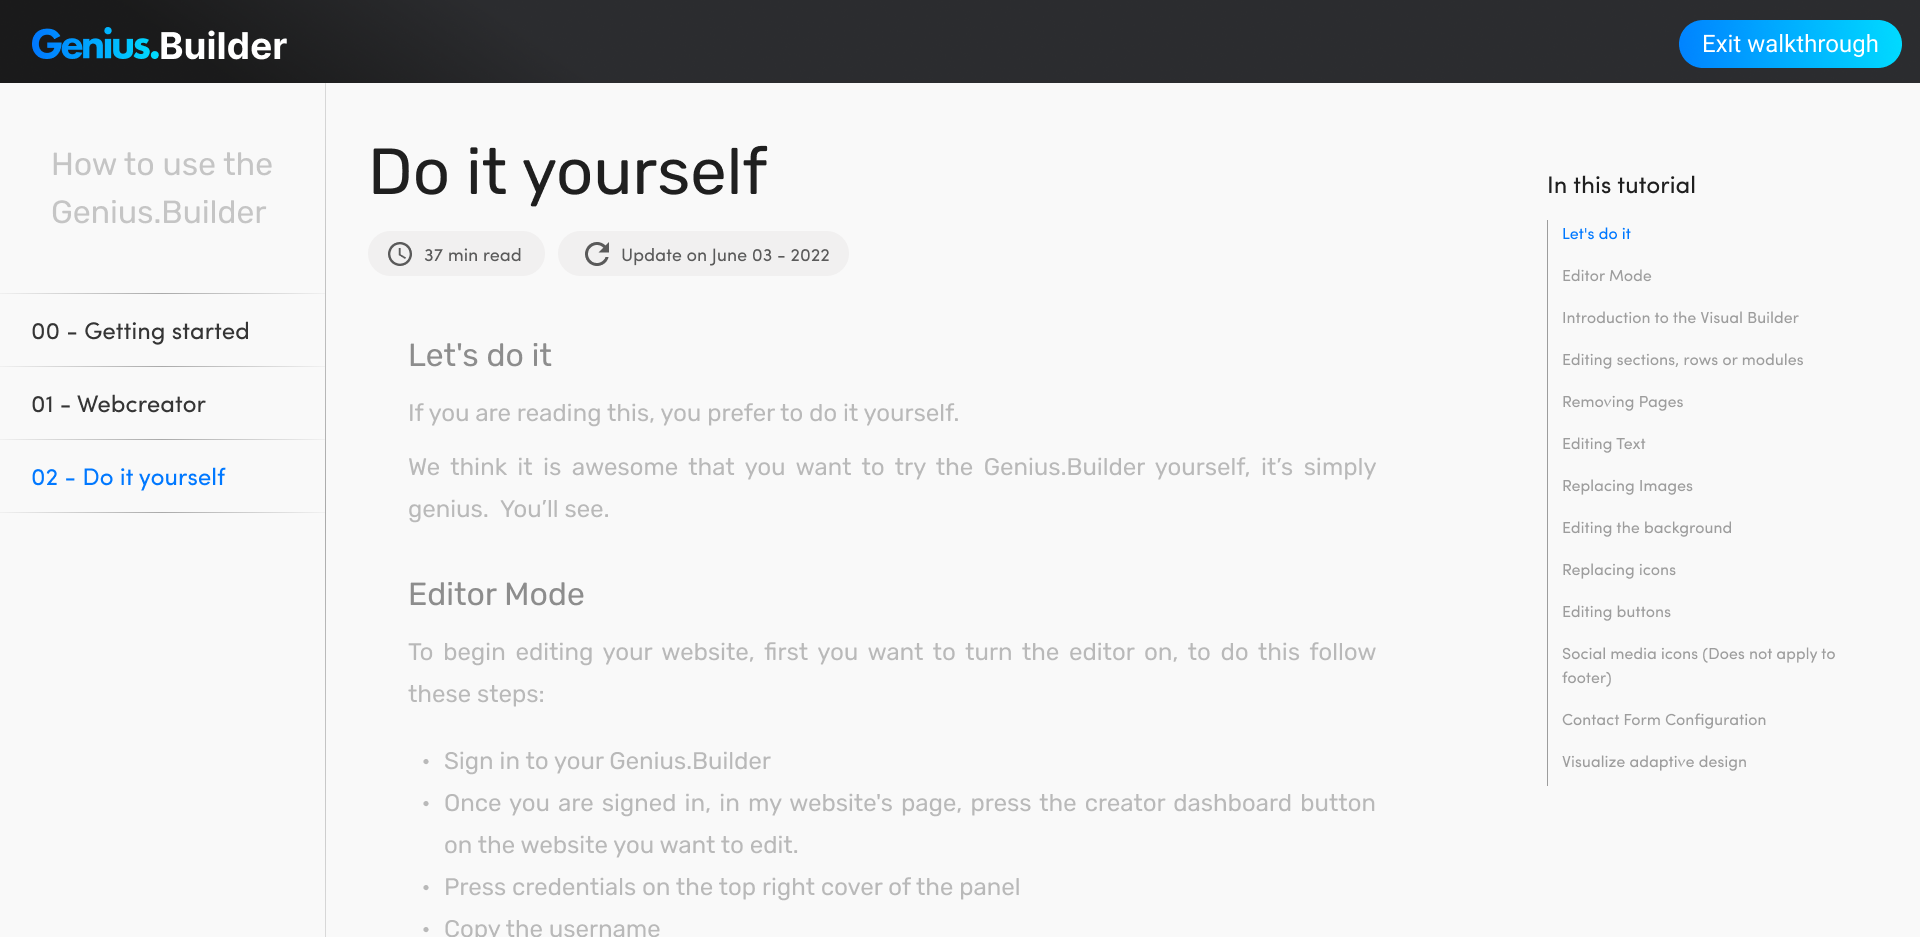 Genius.Builder
Exit walkthrough
How to use the
Genius.Builder
00 - Getting started
01 - Webcreator
02 - Do it yourself
Do it yourself
37 min read
Update on June 03 - 2022
Let's do it
If you are reading this, you prefer to do it yourself.
We think it is awesome that you want to try the Genius.Builder yourself, it’s simply
genius.  You’ll see.
Editor Mode
To begin editing your website, first you want to turn the editor on, to do this follow
these steps:
• Sign in to your Genius.Builder
• Once you are signed in, in my website's page, press the creator dashboard button
on the website you want to edit.
• Press credentials on the top right cover of the panel
• Copy the username
In this tutorial
Let's do it
Editor Mode
Introduction to the Visual Builder
Editing sections, rows or modules
Removing Pages
Editing Text
Replacing Images
Editing the background
Replacing icons
Editing buttons
Social media icons (Does not apply to
footer)
Contact Form Configuration
Visualize adaptive design